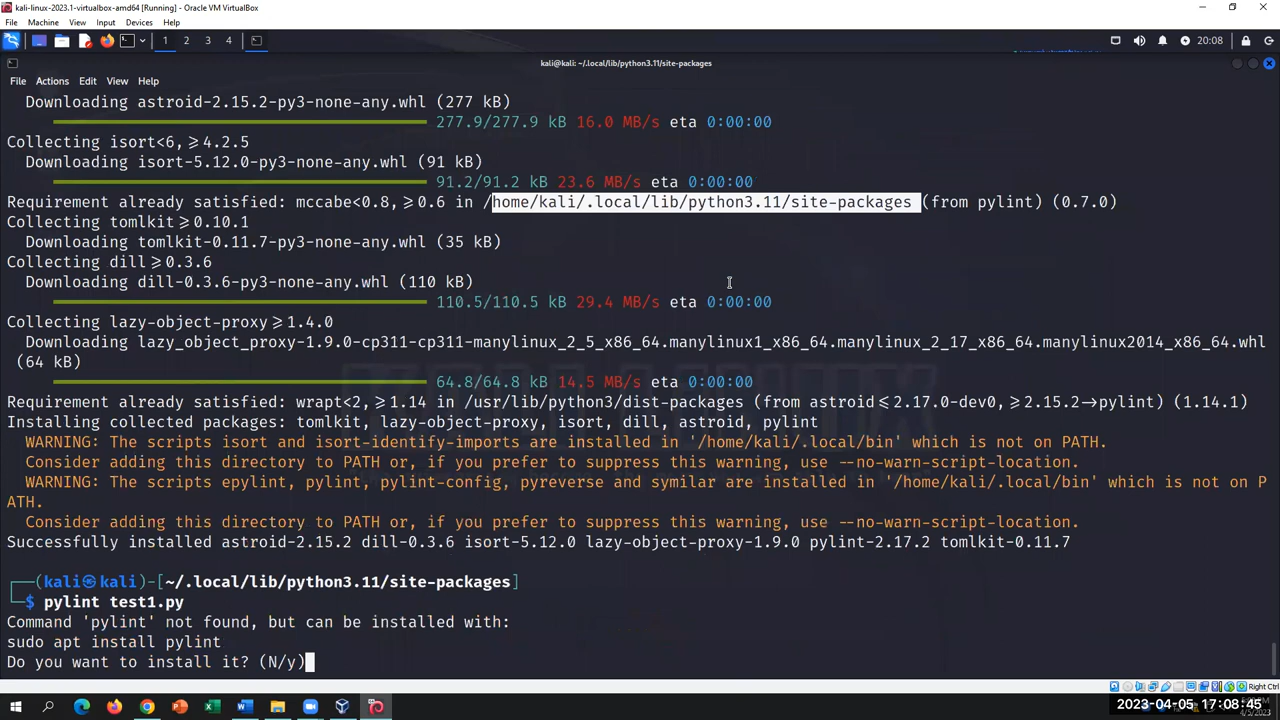 kali-linux-2023.1-virtualbox-amd64 [Running] - Oracle VM VirtualBox
File Machine View Input Devices Help
1 2 3 4 20:08
kali@kali: ~/.local/lib/python3.11/site-packages
File Actions Edit View Help
Downloading astroid-2.15.2-py3-none-any.whl (277 kB)
277.9/277.9 kB 16.0 MB/s eta 0:00:00
Collecting isort<6,≥4.2.5
Downloading isort-5.12.0-py3-none-any.whl (91 kB)
91.2/91.2 kB 23.6 MB/s eta 0:00:00
Requirement already satisfied: mccabe<0.8,≥0.6 in /home/kali/.local/lib/python3.11/site-packages (from pylint) (0.7.0)
Collecting tomlkit≥0.10.1
Downloading tomlkit-0.11.7-py3-none-any.whl (35 kB)
Collecting dill≥0.3.6
Downloading dill-0.3.6-py3-none-any.whl (110 kB)
110.5/110.5 kB 29.4 MB/s eta 0:00:00
Collecting lazy-object-proxy≥1.4.0
Downloading lazy_object_proxy-1.9.0-cp311-cp311-manylinux_2_5_x86_64.manylinux1_x86_64.manylinux_2_17_x86_64.manylinux2014_x86_64.whl
(64 kB)
64.8/64.8 kB 14.5 MB/s eta 0:00:00
Requirement already satisfied: wrapt<2,≥1.14 in /usr/lib/python3/dist-packages (from astroid≤2.17.0-dev0,≥2.15.2→pylint) (1.14.1)
Installing collected packages: tomlkit, lazy-object-proxy, isort, dill, astroid, pylint
WARNING: The scripts isort and isort-identify-imports are installed in '/home/kali/.local/bin' which is not on PATH.
Consider adding this directory to PATH or, if you prefer to suppress this warning, use --no-warn-script-location.
WARNING: The scripts epylint, pylint, pylint-config, pyreverse and symilar are installed in '/home/kali/.local/bin' which is not on P
ATH.
Consider adding this directory to PATH or, if you prefer to suppress this warning, use --no-warn-script-location.
Successfully installed astroid-2.15.2 dill-0.3.6 isort-5.12.0 lazy-object-proxy-1.9.0 pylint-2.17.2 tomlkit-0.11.7
(kali㉿kali)-[~/.local/lib/python3.11/site-packages]
$ pylint test1.py
Command 'pylint' not found, but can be installed with:
sudo apt install pylint
Do you want to install it? (N/y)
Right Ctrl
2023-04-05 17:08:45
4/5/2023